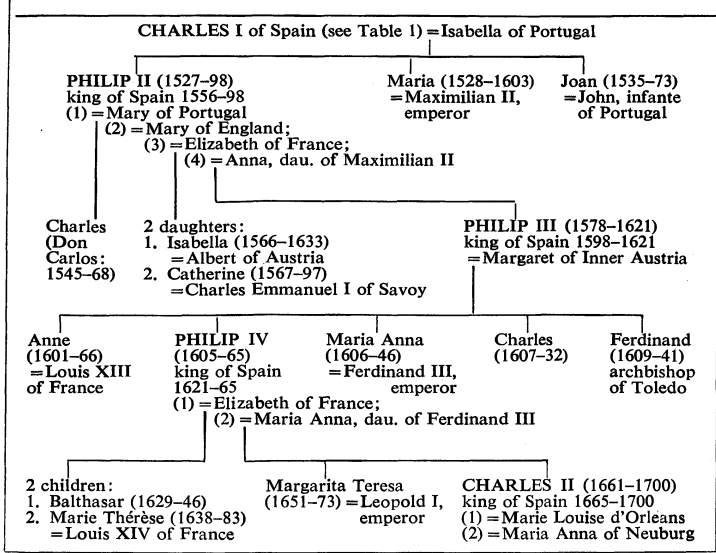 CHARLES I of Spain (see Table 1) = Isabella of Portugal
PHILIP II (1527–98)
king of Spain 1556–98
(1) = Mary of Portugal
(2) = Mary of England;
(3) = Elizabeth of France;
(4) = Anna, dau. of Maximilian II
Maria (1528–1603)
= Maximilian II,
emperor
Joan (1535–73)
= John, infante
of Portugal
Charles
(Don
Carlos:
1545–68)
2 daughters:
1. Isabella (1566–1633)
= Albert of Austria
2. Catherine (1567–97)
= Charles Emmanuel I of Savoy
PHILIP III (1578–1621)
king of Spain 1598–1621
= Margaret of Inner Austria
Anne
(1601–66)
= Louis XIII
of France
PHILIP IV
(1605–65)
king of Spain
1621–65
(1) = Elizabeth of France;
(2) = Maria Anna, dau. of Ferdinand III
Maria Anna
(1606–46)
= Ferdinand III,
emperor
Charles
(1607–32)
Ferdinand
(1609–41)
archbishop
of Toledo
2 children:
1. Balthasar (1629–46)
2. Marie Thérèse (1638–83)
= Louis XIV of France
Margarita Teresa
(1651–73) = Leopold I,
emperor
CHARLES II (1661–1700)
king of Spain 1665–1700
(1) = Marie Louise d'Orleans
(2) = Maria Anna of Neuburg